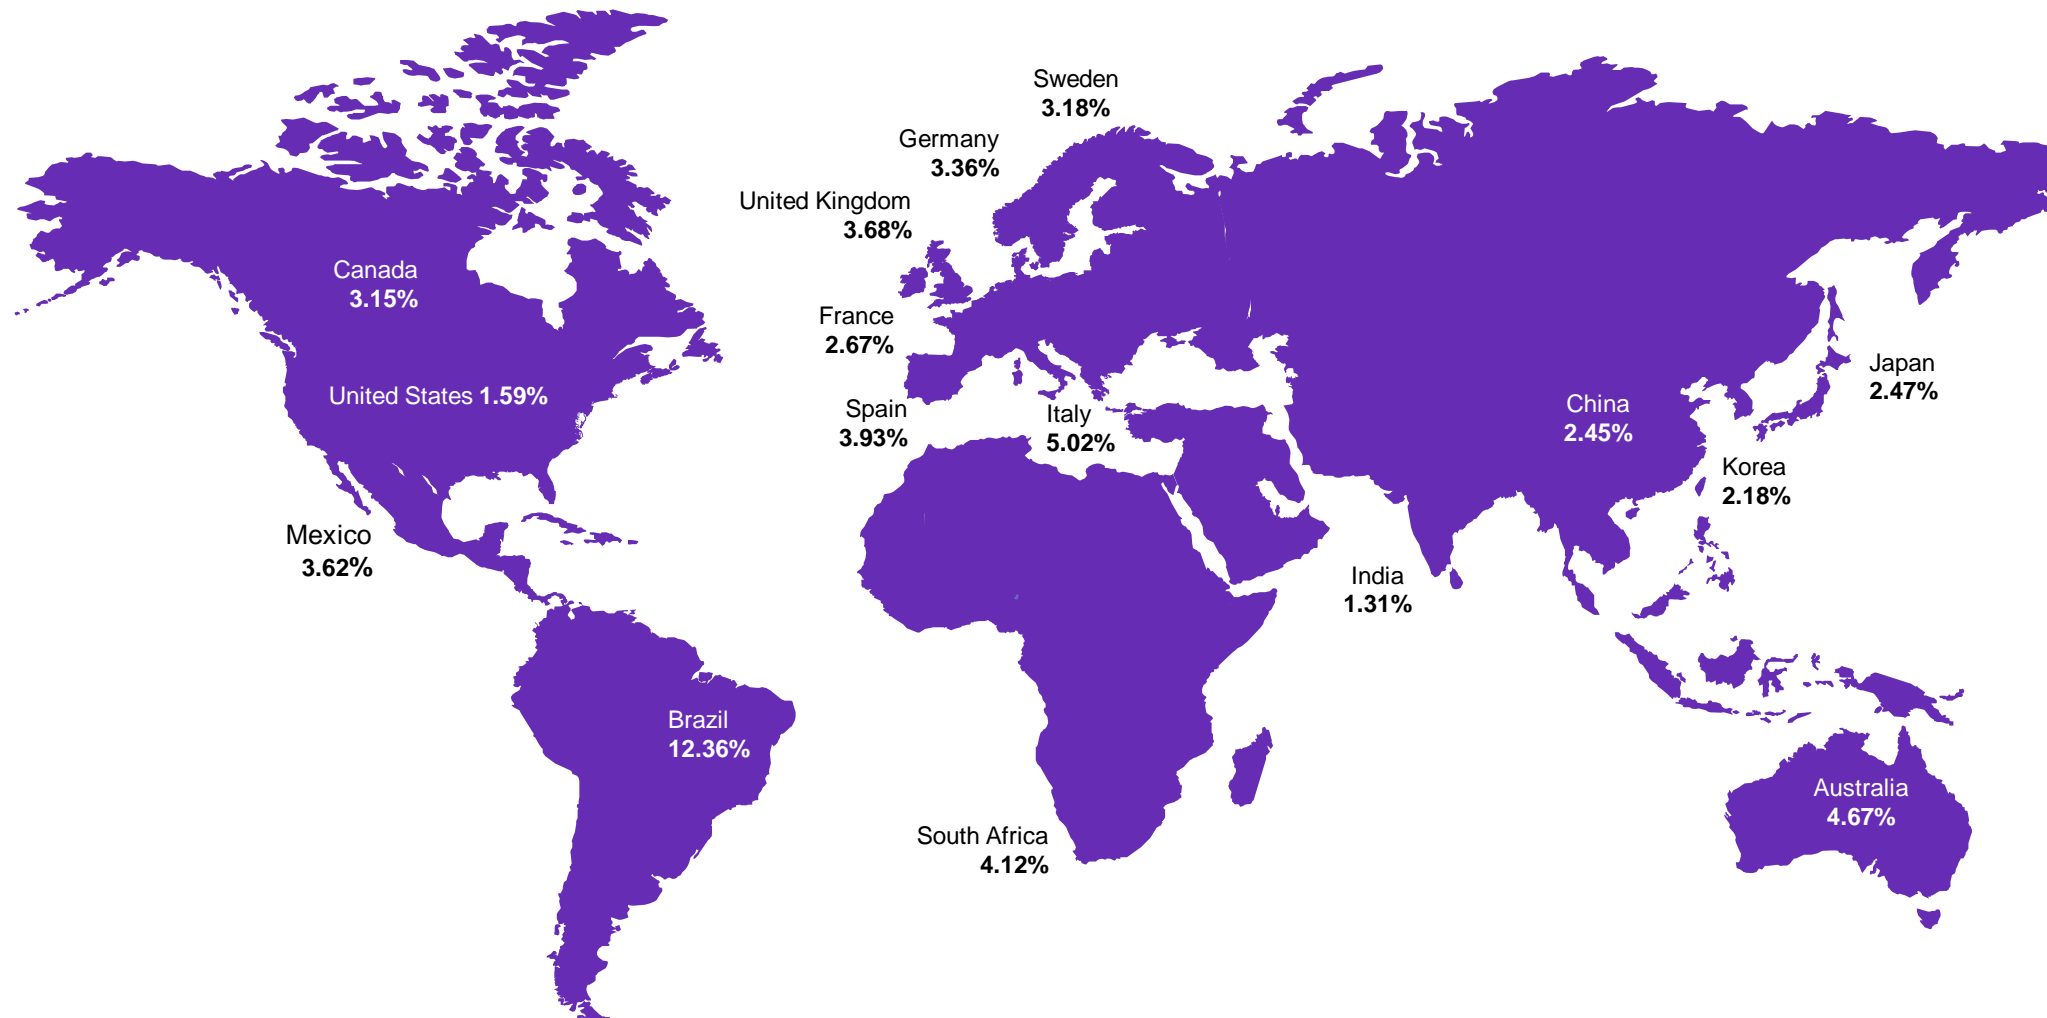 Sweden
3.18%
Germany
3.36%
United Kingdom
3.68%
Canada
3.15%
France
2.67%
Japan
2.47%
United States 1.59%
Spain
3.93%
Italy
5.02%
China
2.45%
Korea
2.18%
Mexico
3.62%
India
1.31%
Brazil
12.36%
Australia
4.67%
South Africa
4.12%